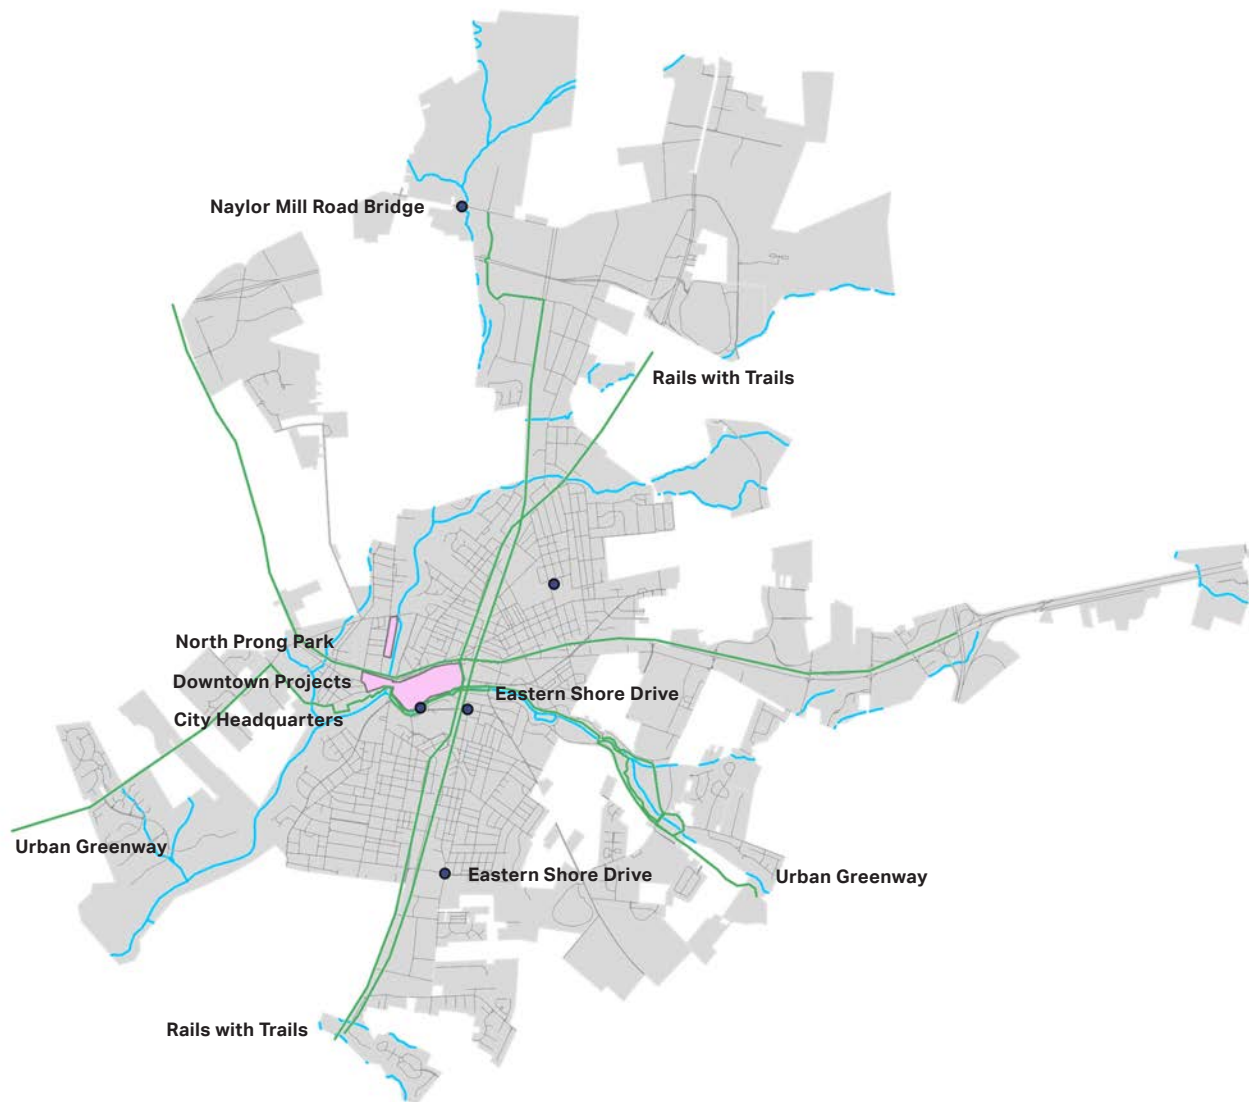 Naylor Mill Road Bridge
Rails with Trails
North Prong Park
Downtown Projects
Eastern Shore Drive
City Headquarters
Urban Greenway
Eastern Shore Drive
Urban Greenway
Rails with Trails